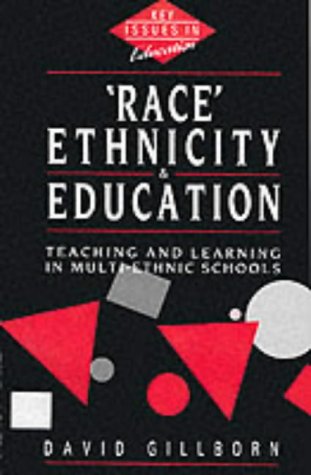 KEY
ISSUES IN
Education
'RACE'
ETHNICITY
&
EDUCATION
TEACHING AND LEARNING
IN MULTI-ETHNIC SCHOOLS
DAVID GILLBORN